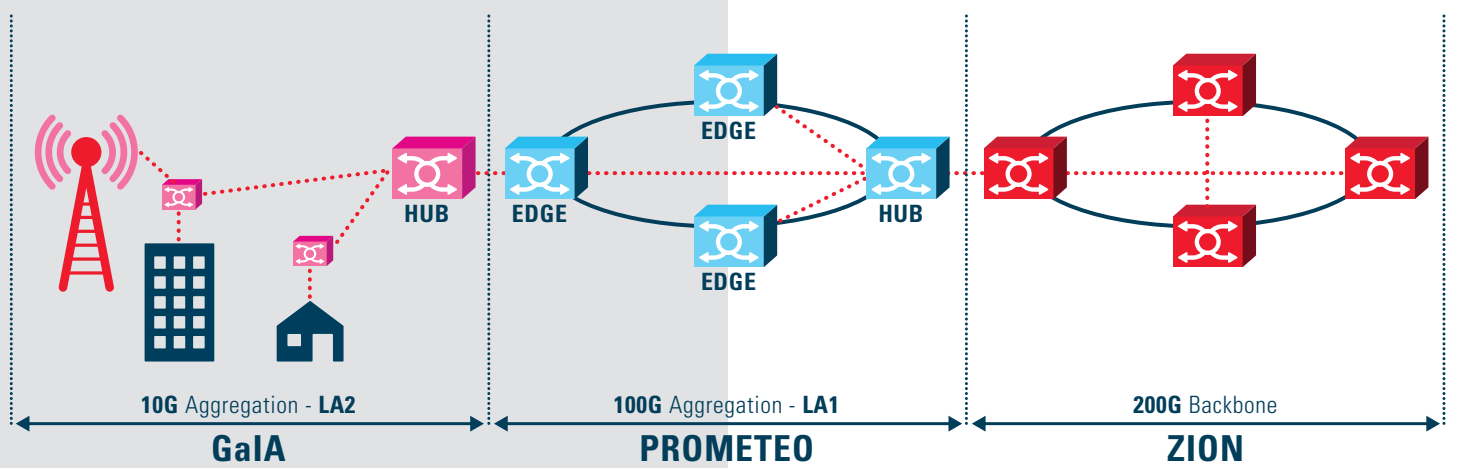 EDGE
HUB
EDGE
HUB
EDGE
10G Aggregation - LA2
100G Aggregation - LA1
200G Backbone
GaIA
PROMETEO
ZION